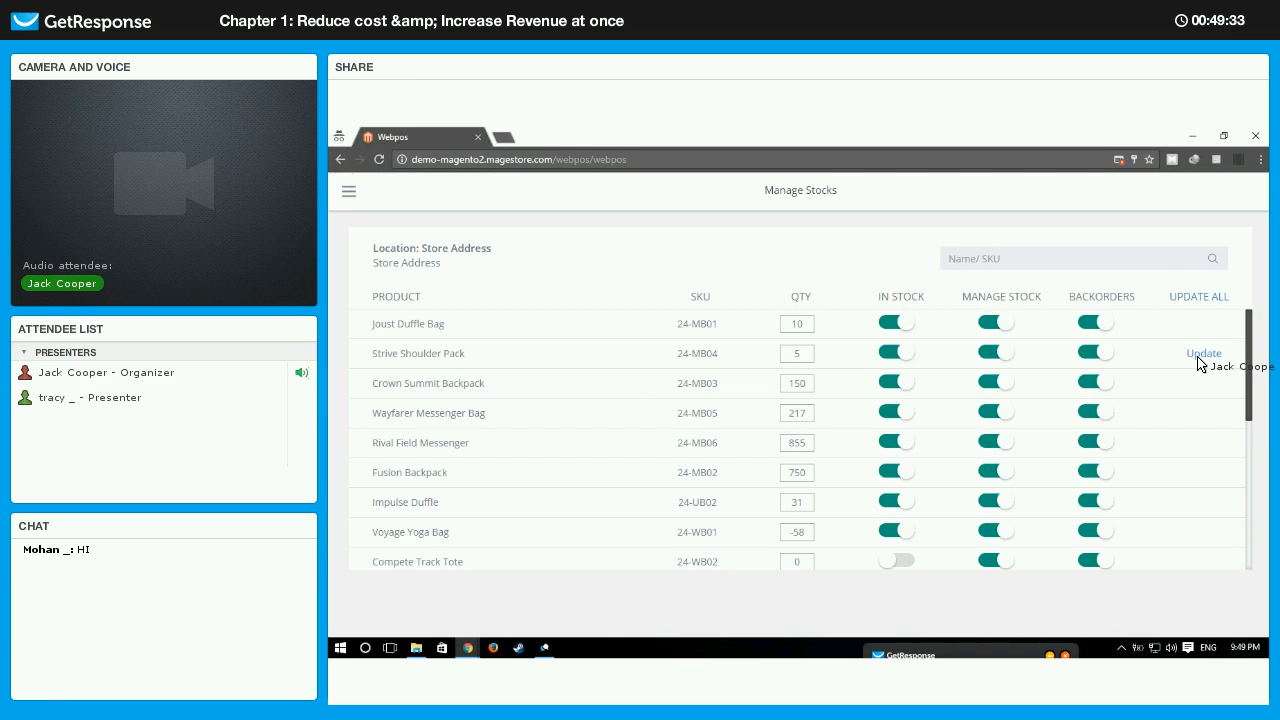 GetResponse
Chapter 1: Reduce cost &amp; Increase Revenue at once
00:49:33
CAMERA AND VOICE
Audio attendee:
Jack Cooper
ATTENDEE LIST
PRESENTERS
Jack Cooper - Organizer
tracy _ - Presenter
CHAT
Mohan _: HI
SHARE
Webpos
demo-magento2.magestore.com/webpos/webpos
Manage Stocks
Location: Store Address
Store Address
Name/ SKU
PRODUCT SKU QTY IN STOCK MANAGE STOCK BACKORDERS UPDATE ALL
Joust Duffle Bag 24-MB01 10
Strive Shoulder Pack 24-MB04 5 Update
Jack Coope
Crown Summit Backpack 24-MB03 150
Wayfarer Messenger Bag 24-MB05 217
Rival Field Messenger 24-MB06 855
Fusion Backpack 24-MB02 750
Impulse Duffle 24-UB02 31
Voyage Yoga Bag 24-WB01 -58
Compete Track Tote 24-WB02 0
GetResponse
ENG 9:49 PM